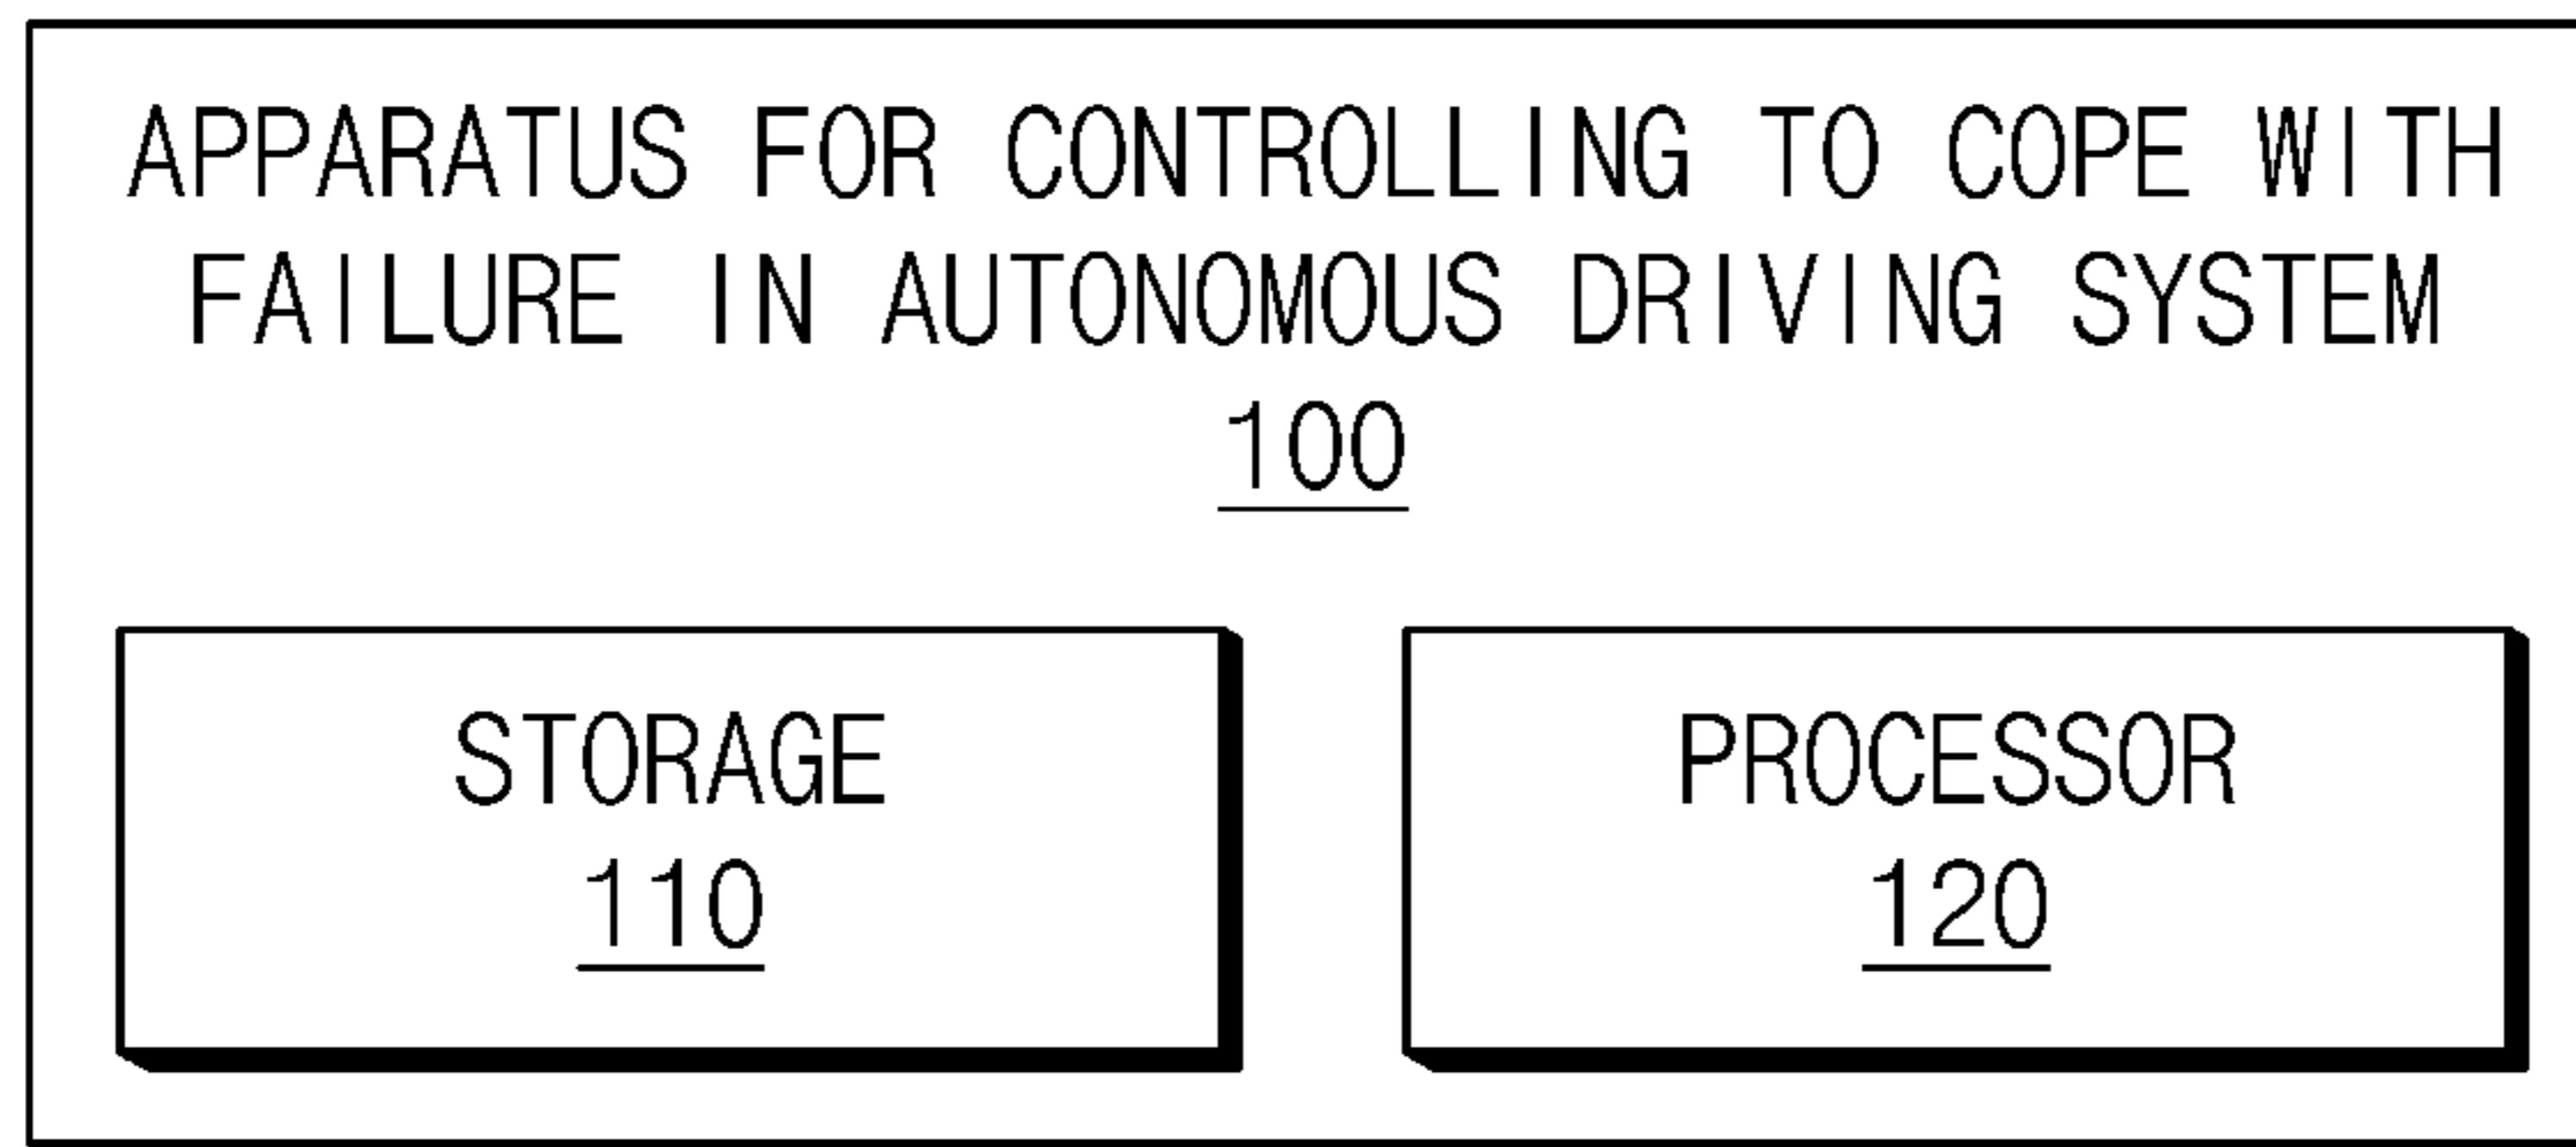 APPARATUS FOR CONTROLLING TO COPE WITH
FAILURE IN AUTONOMOUS DRIVING SYSTEM
100
STORAGE
110
PROCESSOR
120